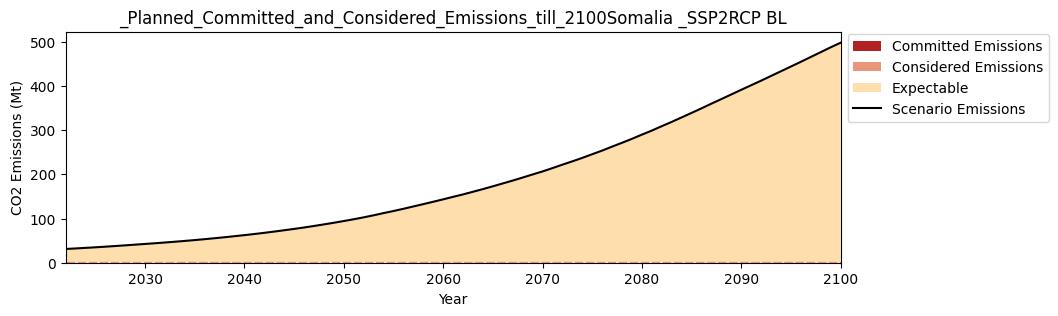 _Planned_Committed_and_Considered_Emissions_till_2100Somalia _SSP2RCP BL
CO2 Emissions (Mt)
500
400
300
200
100
0
2030 2040 2050 2060 2070 2080 2090 2100
Year
Committed Emissions
Considered Emissions
Expectable
Scenario Emissions